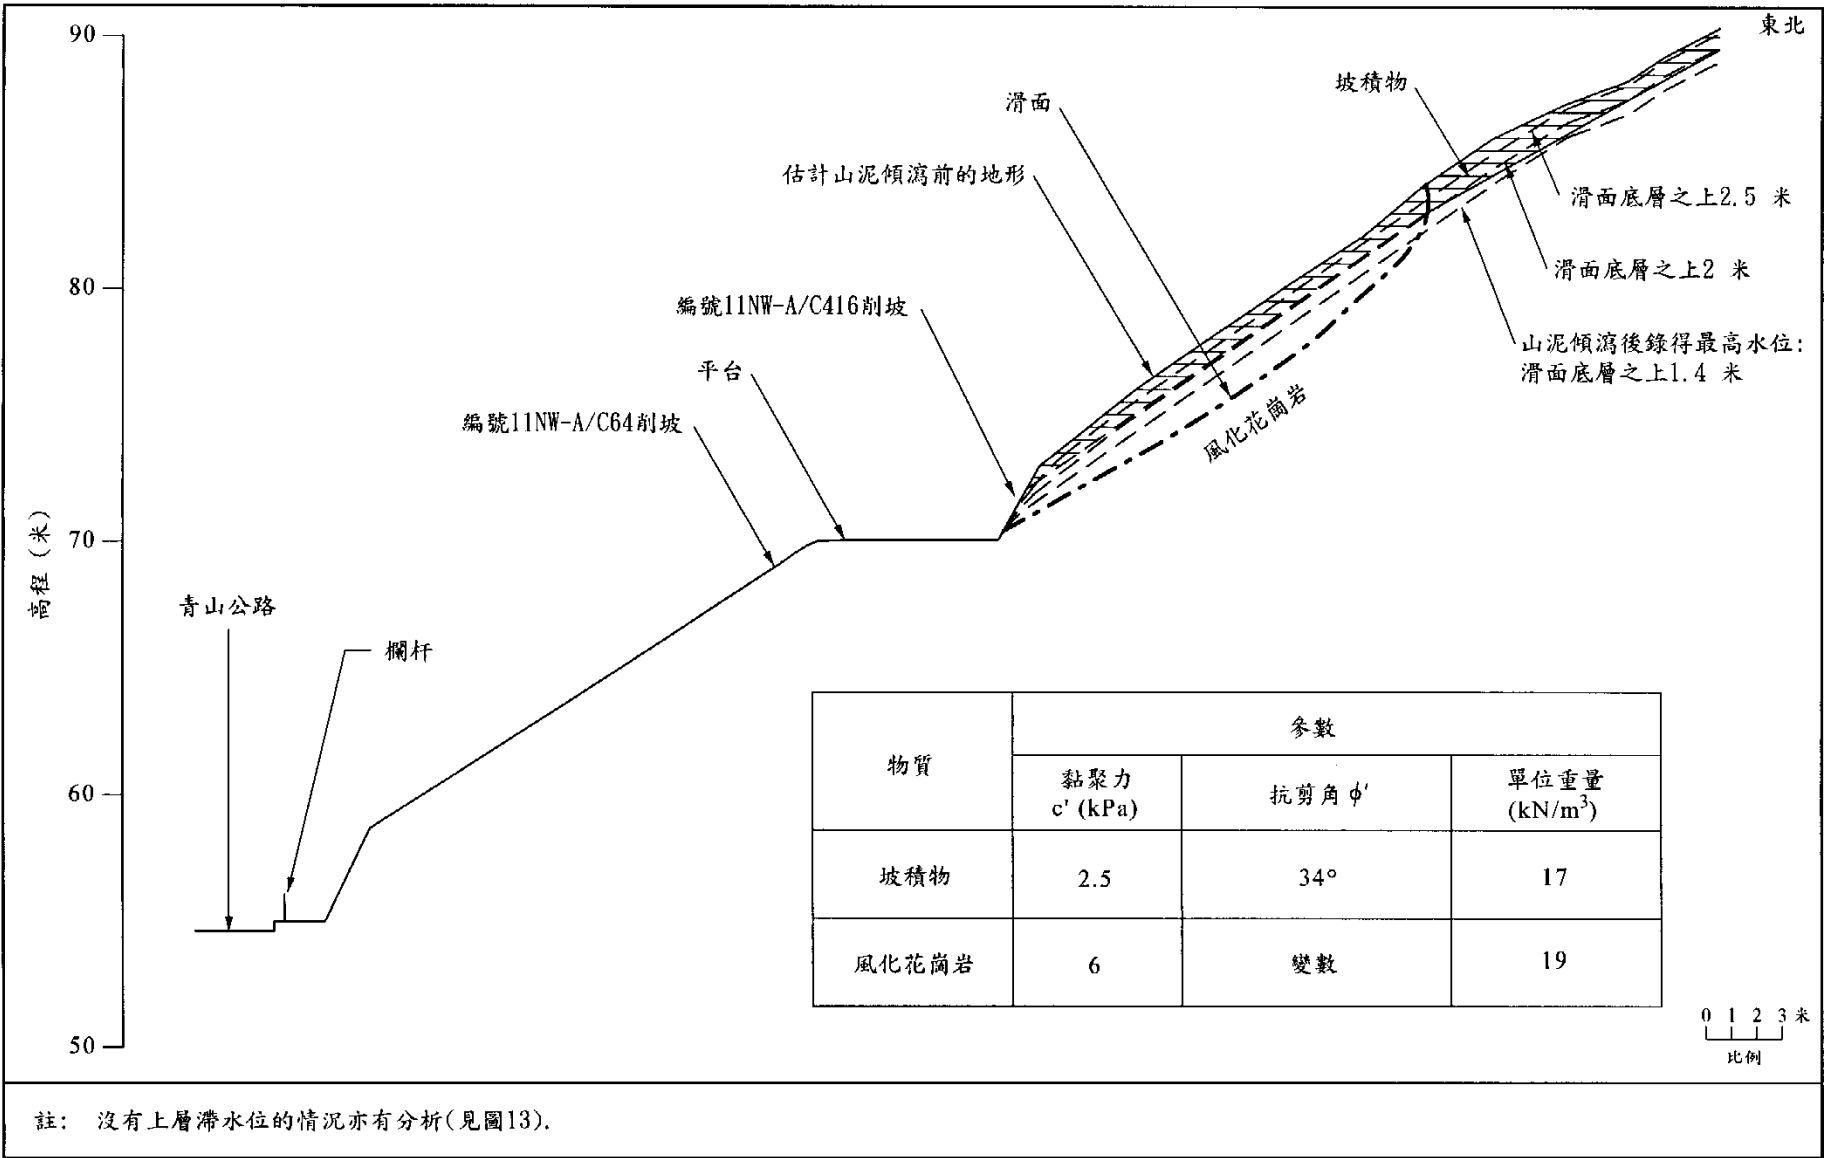 90
東北
坡積物
滑面
估計山泥傾瀉前的地形
滑面底層之上2.5 米
滑面底層之上2 米
80
編號11NW-A/C416削坡
山泥傾瀉後錄得最高水位:
滑面底層之上1.4 米
平台
風化花崗岩
編號11NW-A/C64削坡
70
高程 (米)
青山公路
欄杆
物質
參數
黏聚力
c' (kPa)
抗剪角 ϕ'
單位重量
(kN/m³)
60
坡積物
2.5
34°
17
風化花崗岩
6
變數
19
0 1 2 3 米
比例
50
註: 沒有上層滯水位的情況亦有分析(見圖13).